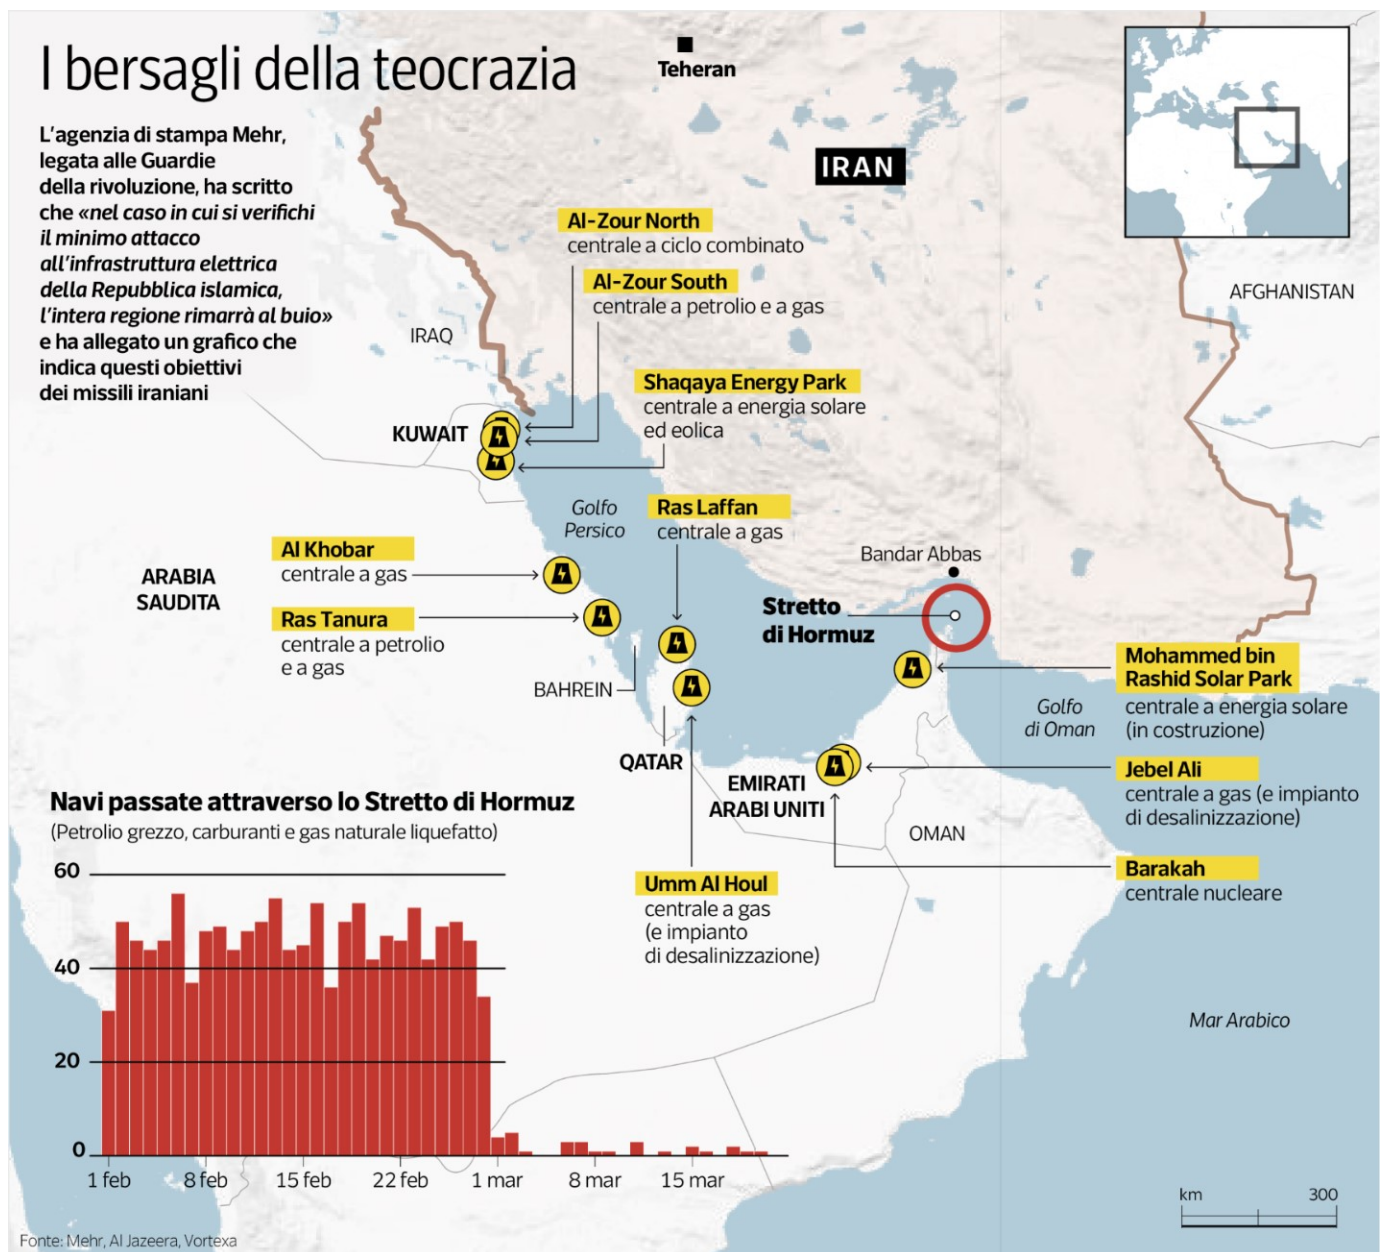 I bersagli della teocrazia
L'agenzia di stampa Mehr,
legata alle Guardie
della rivoluzione, ha scritto
che «nel caso in cui si verifichi
il minimo attacco
all'infrastruttura elettrica
della Repubblica islamica,
l'intera regione rimarrà al buio»
e ha allegato un grafico che
indica questi obiettivi
dei missili iraniani
Teheran
IRAN
AFGHANISTAN
IRAQ
Al-Zour North
centrale a ciclo combinato
Al-Zour South
centrale a petrolio e a gas
Shaqaya Energy Park
centrale a energia solare
ed eolica
KUWAIT
Golfo
Persico
Ras Laffan
centrale a gas
Al Khobar
centrale a gas
ARABIA
SAUDITA
Ras Tanura
centrale a petrolio
e a gas
BAHREIN
QATAR
Bandar Abbas
Stretto
di Hormuz
Mohammed bin
Rashid Solar Park
centrale a energia solare
(in costruzione)
Golfo
di Oman
Jebel Ali
centrale a gas (e impianto
di desalinizzazione)
EMIRATI
ARABI UNITI
OMAN
Barakah
centrale nucleare
Umm Al Houl
centrale a gas
(e impianto
di desalinizzazione)
Mar Arabico
Navi passate attraverso lo Stretto di Hormuz
(Petrolio grezzo, carburanti e gas naturale liquefatto)
60
40
20
0
1 feb 8 feb 15 feb 22 feb 1 mar 8 mar 15 mar
km 300
Fonte: Mehr, Al Jazeera, Vortexa